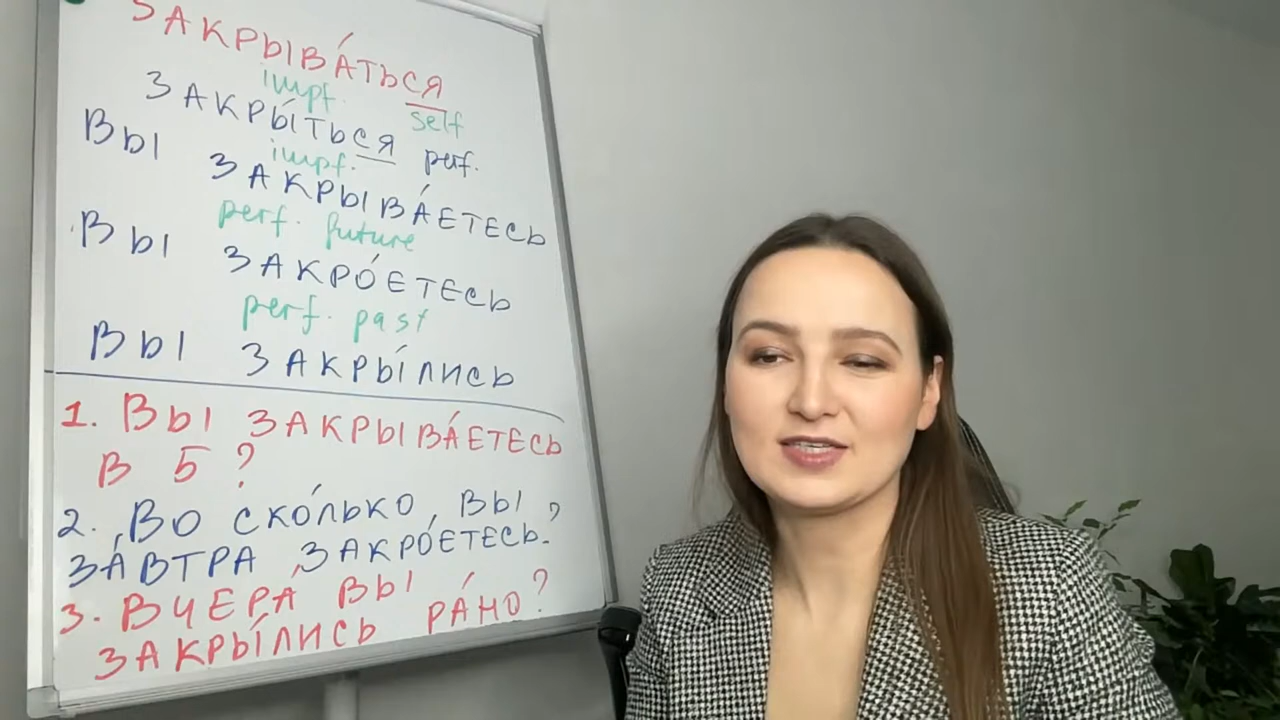 ЗАКРЫВА́ТЬСЯ
impf. self
ЗАКРЫ́ТЬСЯ perf.
impf.
ВЫ ЗАКРЫВА́ЕТЕСЬ
perf. future
ВЫ ЗАКРО́ЕТЕСЬ
perf. past
ВЫ ЗАКРЫ́ЛИСЬ
1. ВЫ ЗАКРЫВА́ЕТЕСЬ
В 5 ?
2. ВО СКО́ЛЬКО ВЫ
ЗА́ВТРА ЗАКРО́ЕТЕСЬ?
3. ВЧЕРА́ ВЫ
ЗАКРЫ́ЛИСЬ РА́НО?